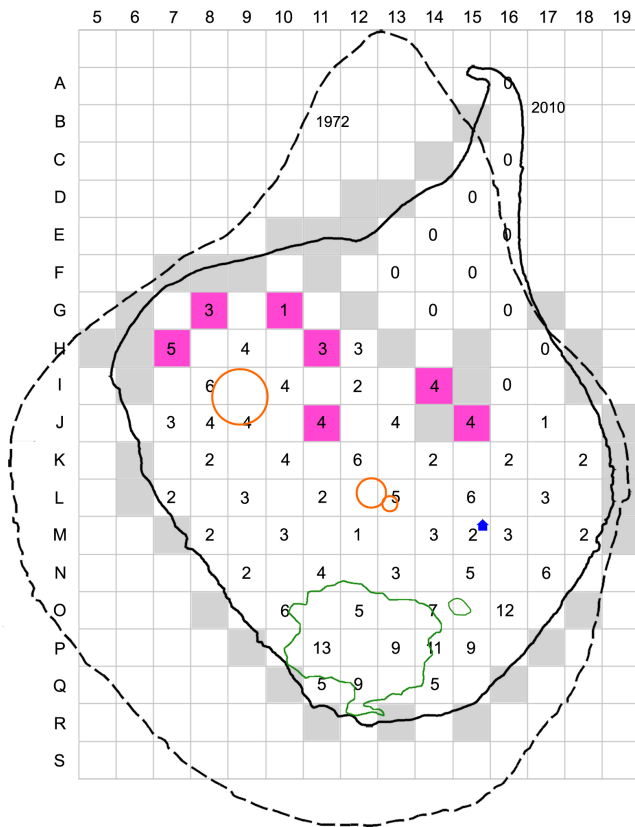 5 6 7 8 9 10 11 12 13 14 15 16 17 18 19
A 0
2010
B 1972
C 0
D 0
E 0 0
F 0 0
G 3 1 0 0
H 5 4 3 3 0
I 6 4 2 4 0
J 3 4 4 4 4 4 1
K 2 4 6 2 2 2
L 2 3 2 5 6 3
M 2 3 1 3 2 3 2
N 2 4 3 5 6
O 6 5 7 12
P 13 9 11 9
Q 5 9 5
R
S